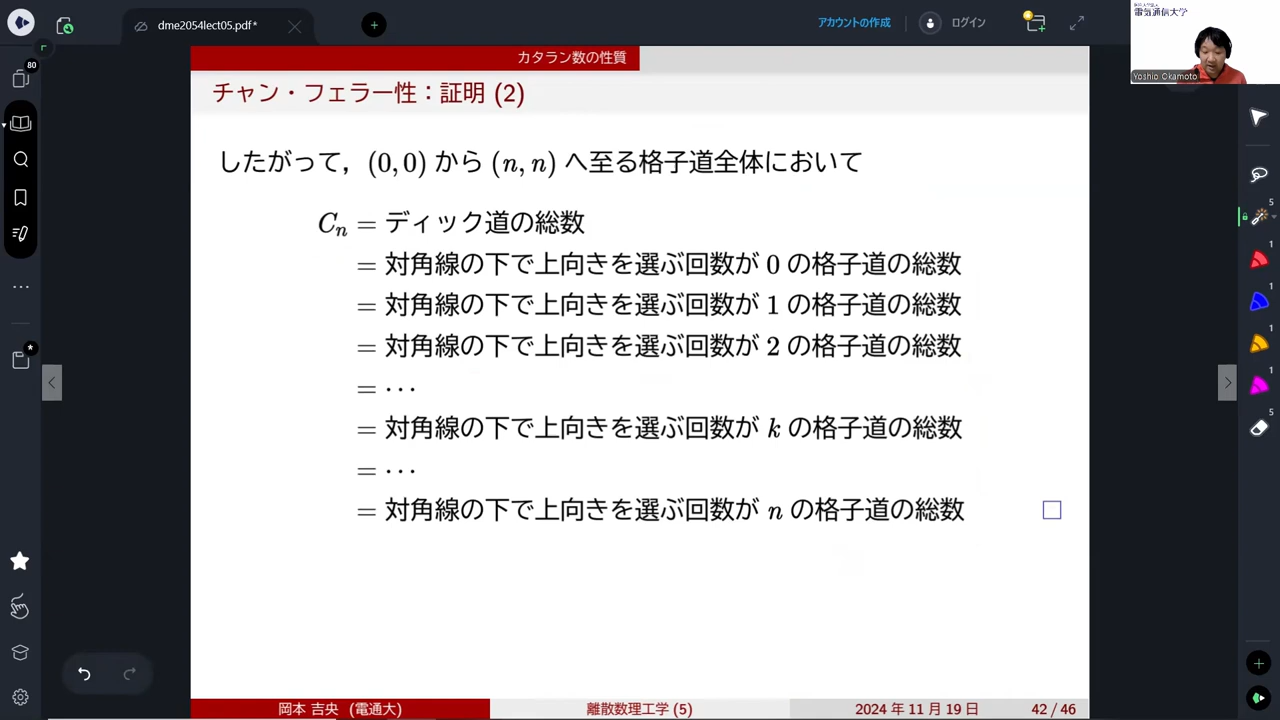 dme2054lect05.pdf*
アカウントの作成
ログイン
電気通信大学
Yoshio Okamoto
80
カタラン数の性質
チャン・フェラー性：証明 (2)
したがって，(0, 0) から (n, n) へ至る格子道全体において
Cn = ディック道の総数
= 対角線の下で上向きを選ぶ回数が 0 の格子道の総数
= 対角線の下で上向きを選ぶ回数が 1 の格子道の総数
= 対角線の下で上向きを選ぶ回数が 2 の格子道の総数
= ···
= 対角線の下で上向きを選ぶ回数が k の格子道の総数
= ···
= 対角線の下で上向きを選ぶ回数が n の格子道の総数
5
1
1
1
1
5
岡本 吉央 (電通大)
離散数理工学 (5)
2024 年 11 月 19 日
42 / 46